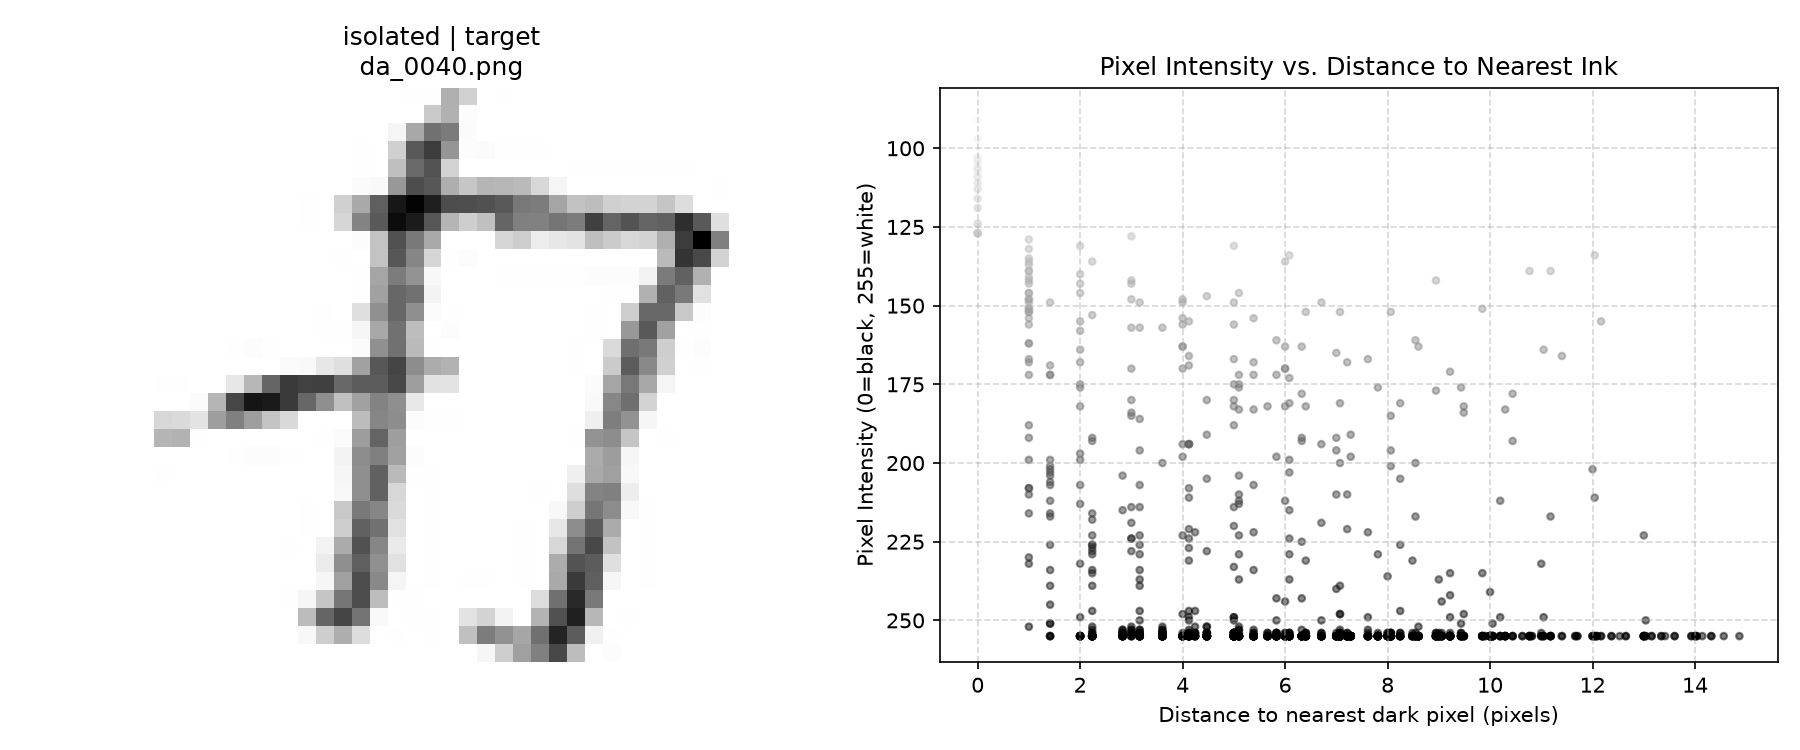 isolated | target
da_0040.png
打
Pixel Intensity vs. Distance to Nearest Ink
Pixel Intensity (0=black, 255=white)
100
125
150
175
200
225
250
0 2 4 6 8 10 12 14
Distance to nearest dark pixel (pixels)